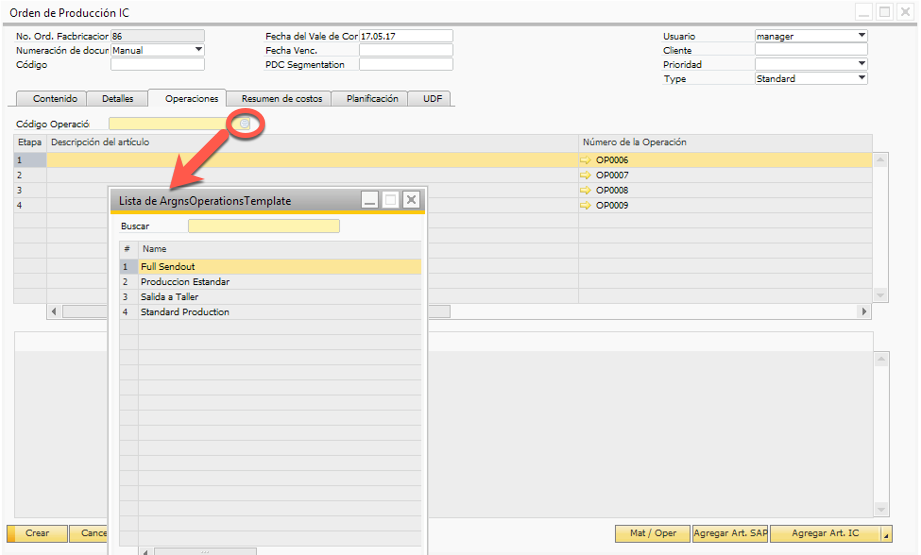 Orden de Producción IC
No. Ord. Facbricacior 86
Fecha del Vale de Cor 17.05.17
Usuario manager
Numeración de docur Manual
Fecha Venc.
Cliente
Código
PDC Segmentation
Prioridad
Type Standard
Contenido Detalles Operaciones Resumen de costos Planificación UDF
Código Operació
Etapa Descripción del artículo Número de la Operación
1 OP0006
2 OP0007
3 OP0008
4 OP0009
Lista de ArgnsOperationsTemplate
Buscar
# Name
1 Full Sendout
2 Produccion Estandar
3 Salida a Taller
4 Standard Production
Crear Cance Mat / Oper Agregar Art. SAP Agregar Art. IC